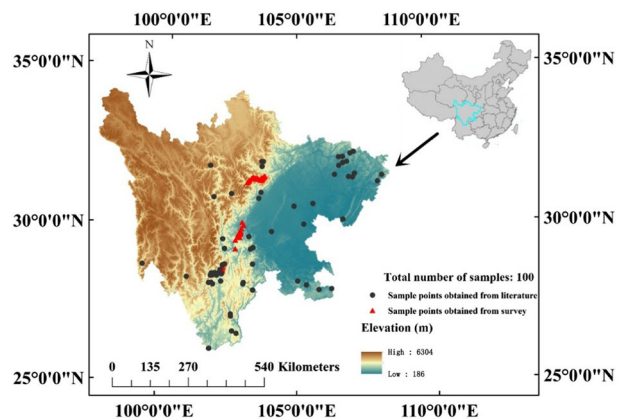 100°0'0"E 105°0'0"E 110°0'0"E
N
35°0'0"N 35°0'0"N
30°0'0"N 30°0'0"N
Total number of samples: 100
Sample points obtained from literature
Sample points obtained from survey
Elevation (m)
High : 6304
Low : 186
0 135 270 540 Kilometers
25°0'0"N 25°0'0"N
100°0'0"E 105°0'0"E 110°0'0"E